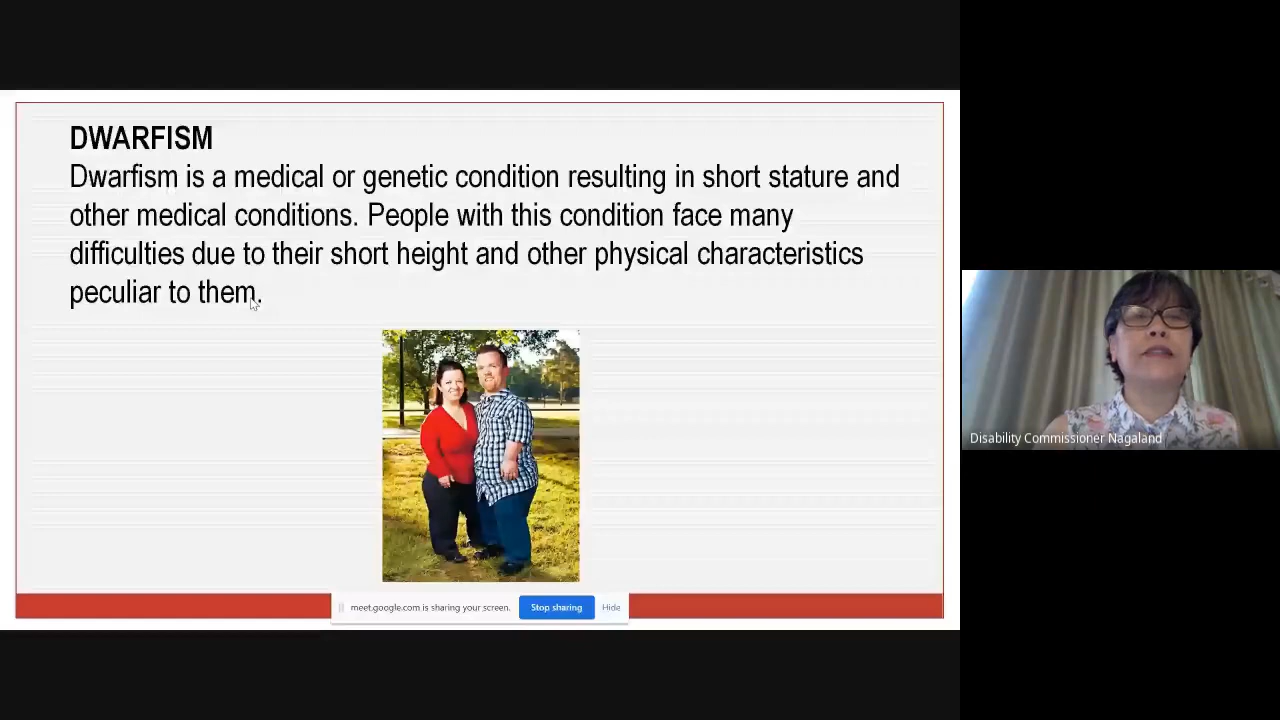 DWARFISM
Dwarfism is a medical or genetic condition resulting in short stature and
other medical conditions. People with this condition face many
difficulties due to their short height and other physical characteristics
peculiar to them.
meet.google.com is sharing your screen. Stop sharing Hide
Disability Commissioner Nagaland